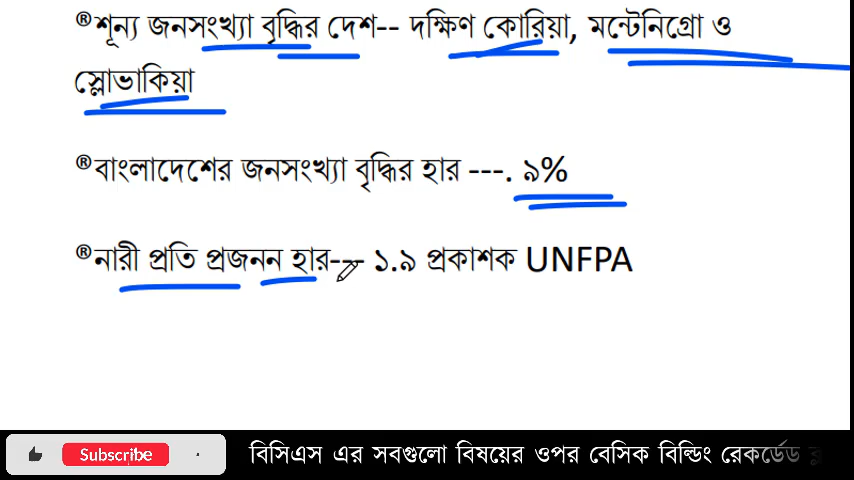 ®শূন্য জনসংখ্যা বৃদ্ধির দেশ-- দক্ষিণ কোরিয়া, মন্টেনিগ্রো ও
স্লোভাকিয়া
®বাংলাদেশের জনসংখ্যা বৃদ্ধির হার ---. ৯%
®নারী প্রতি প্রজনন হার--- ১.৯ প্রকাশক UNFPA
Subscribe
বিসিএস এর সবগুলো বিষয়ের ওপর বেসিক বিল্ডিং রেকর্ডেড